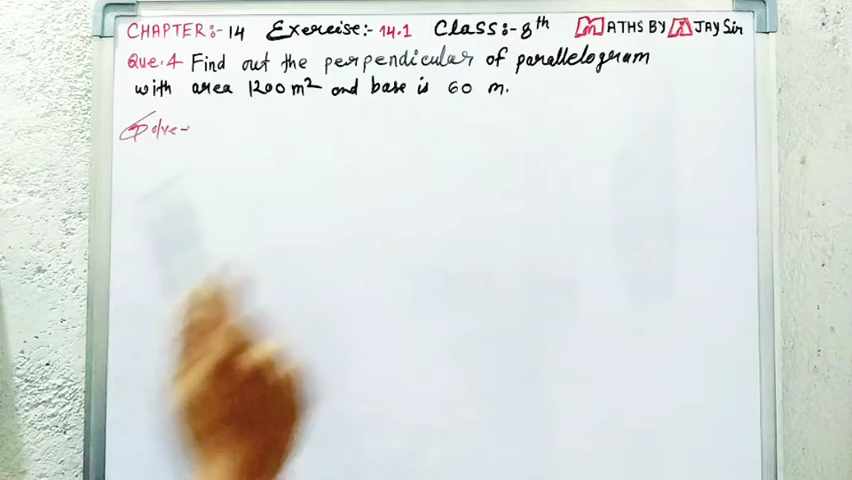 CHAPTER:- 14 Exercise:- 14.1 Class:- 8th MATHS BY AJAY Sir
Que.4 Find out the perpendicular of parallelogram
with area 1200 m² and base is 60 m.
Solve-